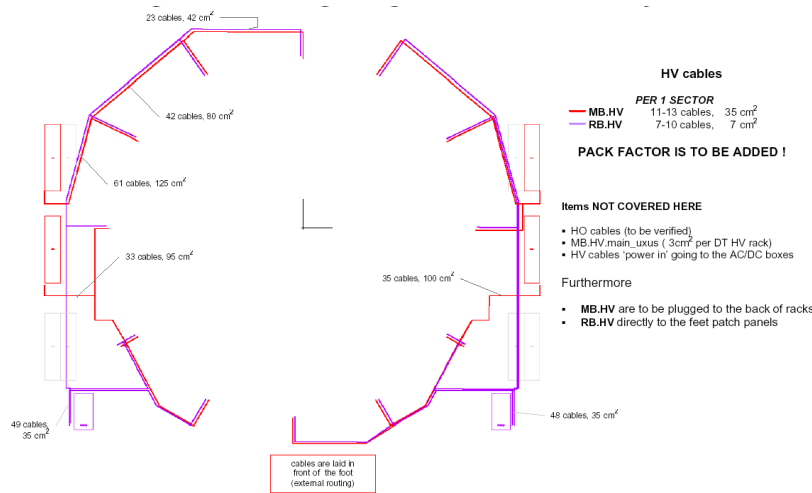 23 cables, 42 cm²
42 cables, 80 cm²
61 cables, 125 cm²
33 cables, 95 cm²
35 cables, 100 cm²
49 cables,
35 cm²
48 cables, 35 cm²
cables are laid in
front of the foot
(external routing)
HV cables
PER 1 SECTOR
MB.HV 11-13 cables, 35 cm²
RB.HV 7-10 cables, 7 cm²
PACK FACTOR IS TO BE ADDED !
Items NOT COVERED HERE
• HO cables (to be verified)
• MB.HV.main_uxus ( 3cm² per DT HV rack)
• HV cables 'power in' going to the AC/DC boxes
Furthermore
▪ MB.HV are to be plugged to the back of racks
▪ RB.HV directly to the feet patch panels